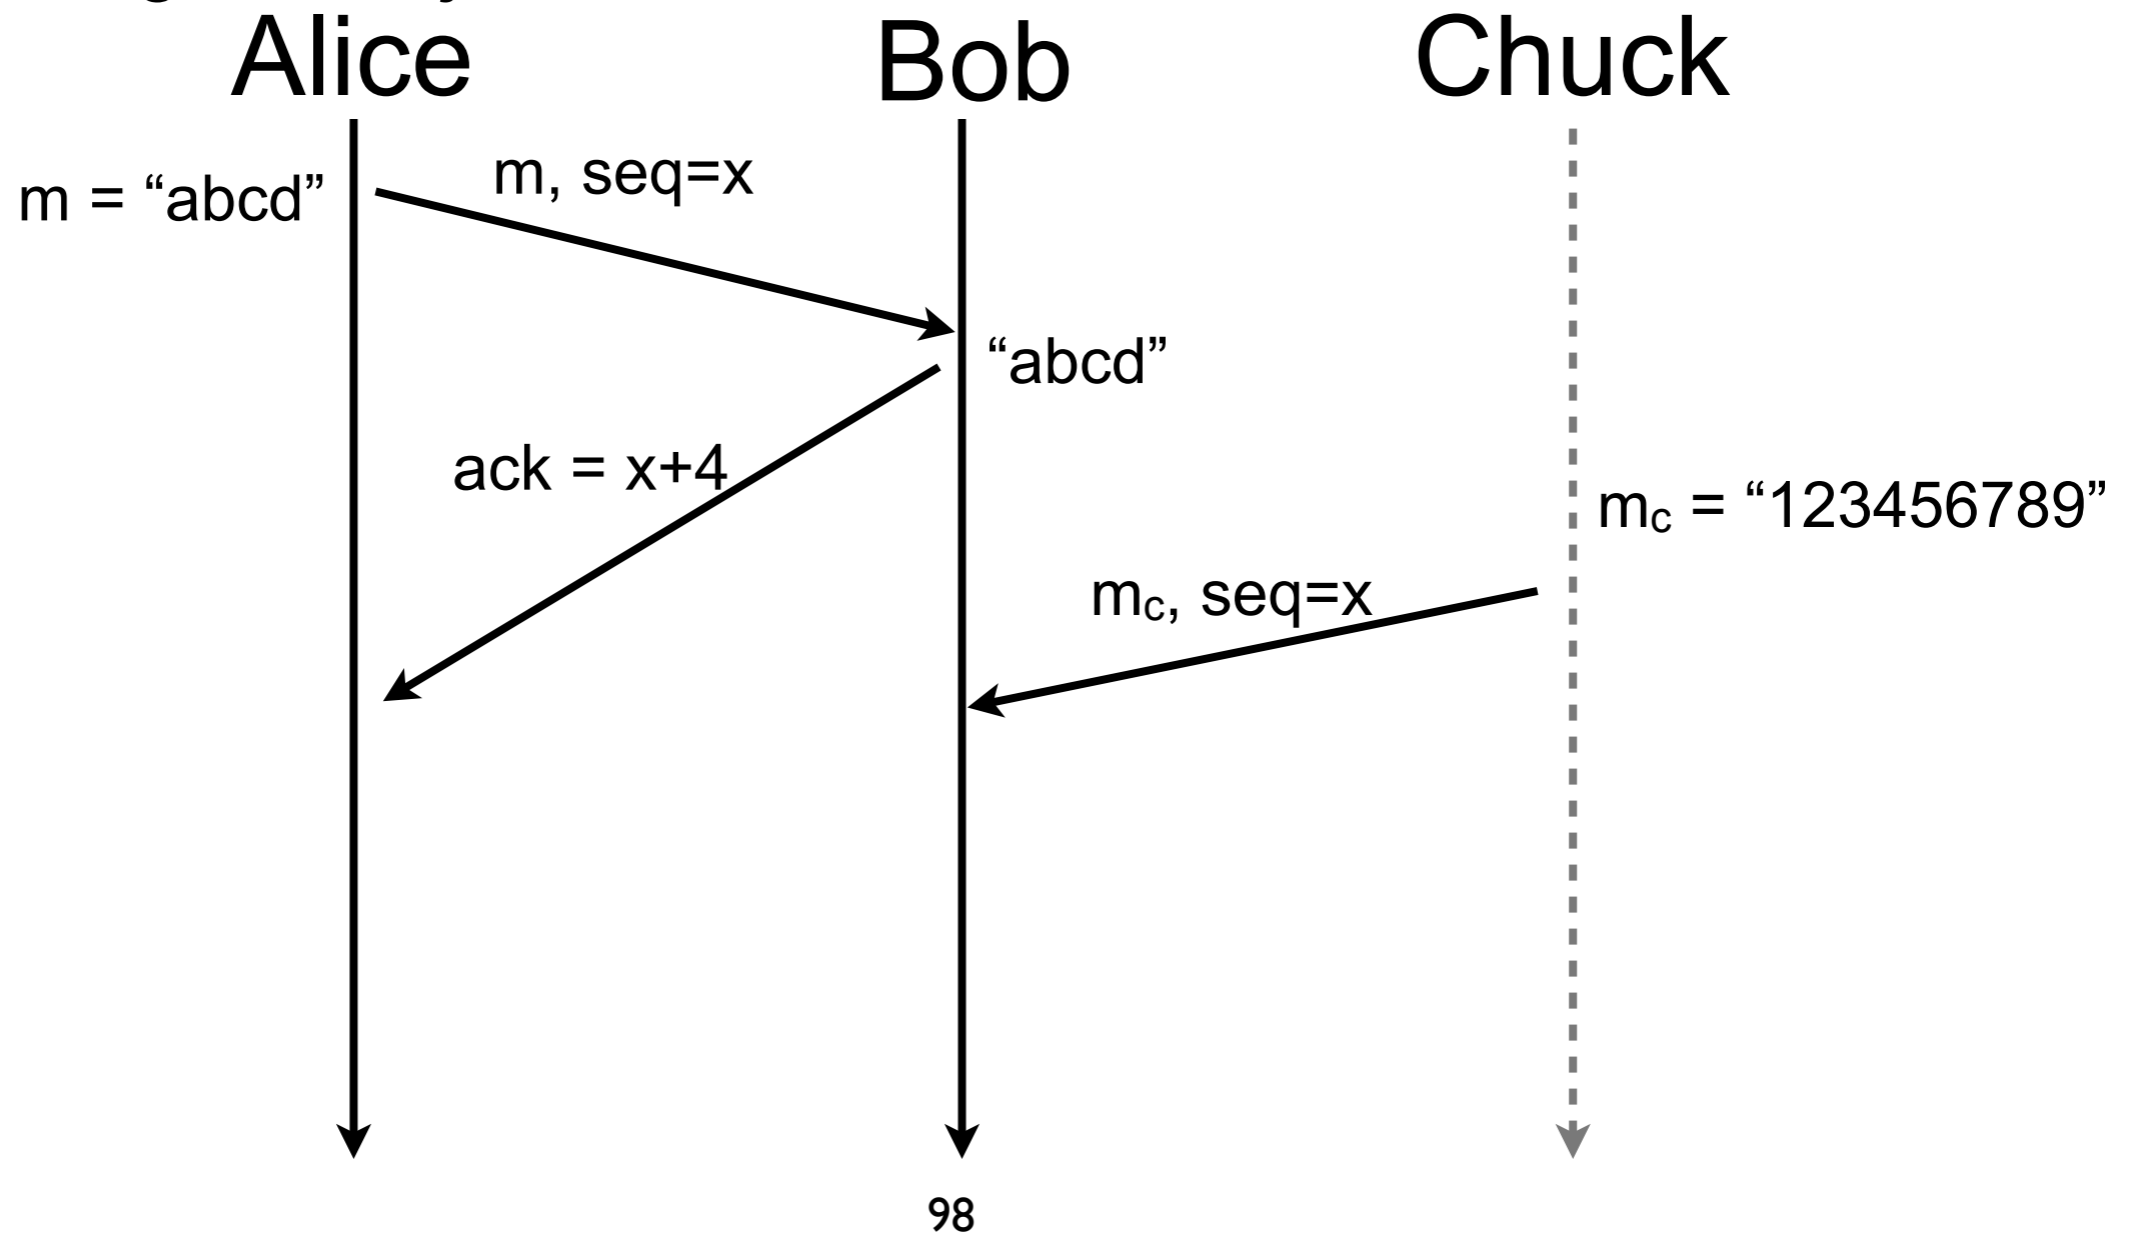 Alice Bob Chuck
m = “abcd”
m, seq=x
“abcd”
ack = x+4
mc = “123456789”
mc, seq=x
98